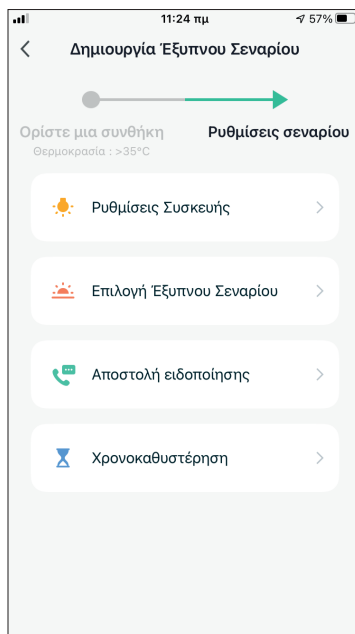 11:24 πμ 57%
Δημιουργία Έξυπνου Σεναρίου
Ορίστε μια συνθήκη Ρυθμίσεις σεναρίου
Θερμοκρασία : >35°C
Ρυθμίσεις Συσκευής
Επιλογή Έξυπνου Σεναρίου
Αποστολή ειδοποίησης
Χρονοκαθυστέρηση